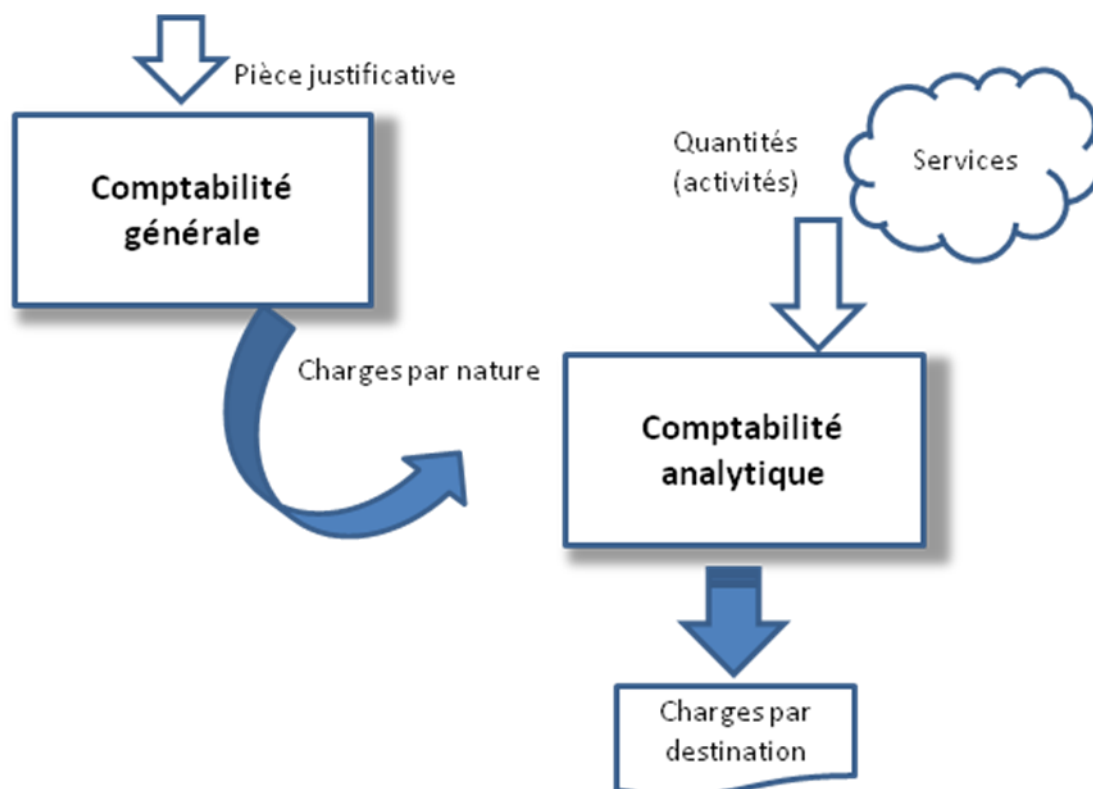 Pièce justificative
Comptabilité
générale
Quantités
(activités)
Services
Charges par nature
Comptabilité
analytique
Charges par
destination